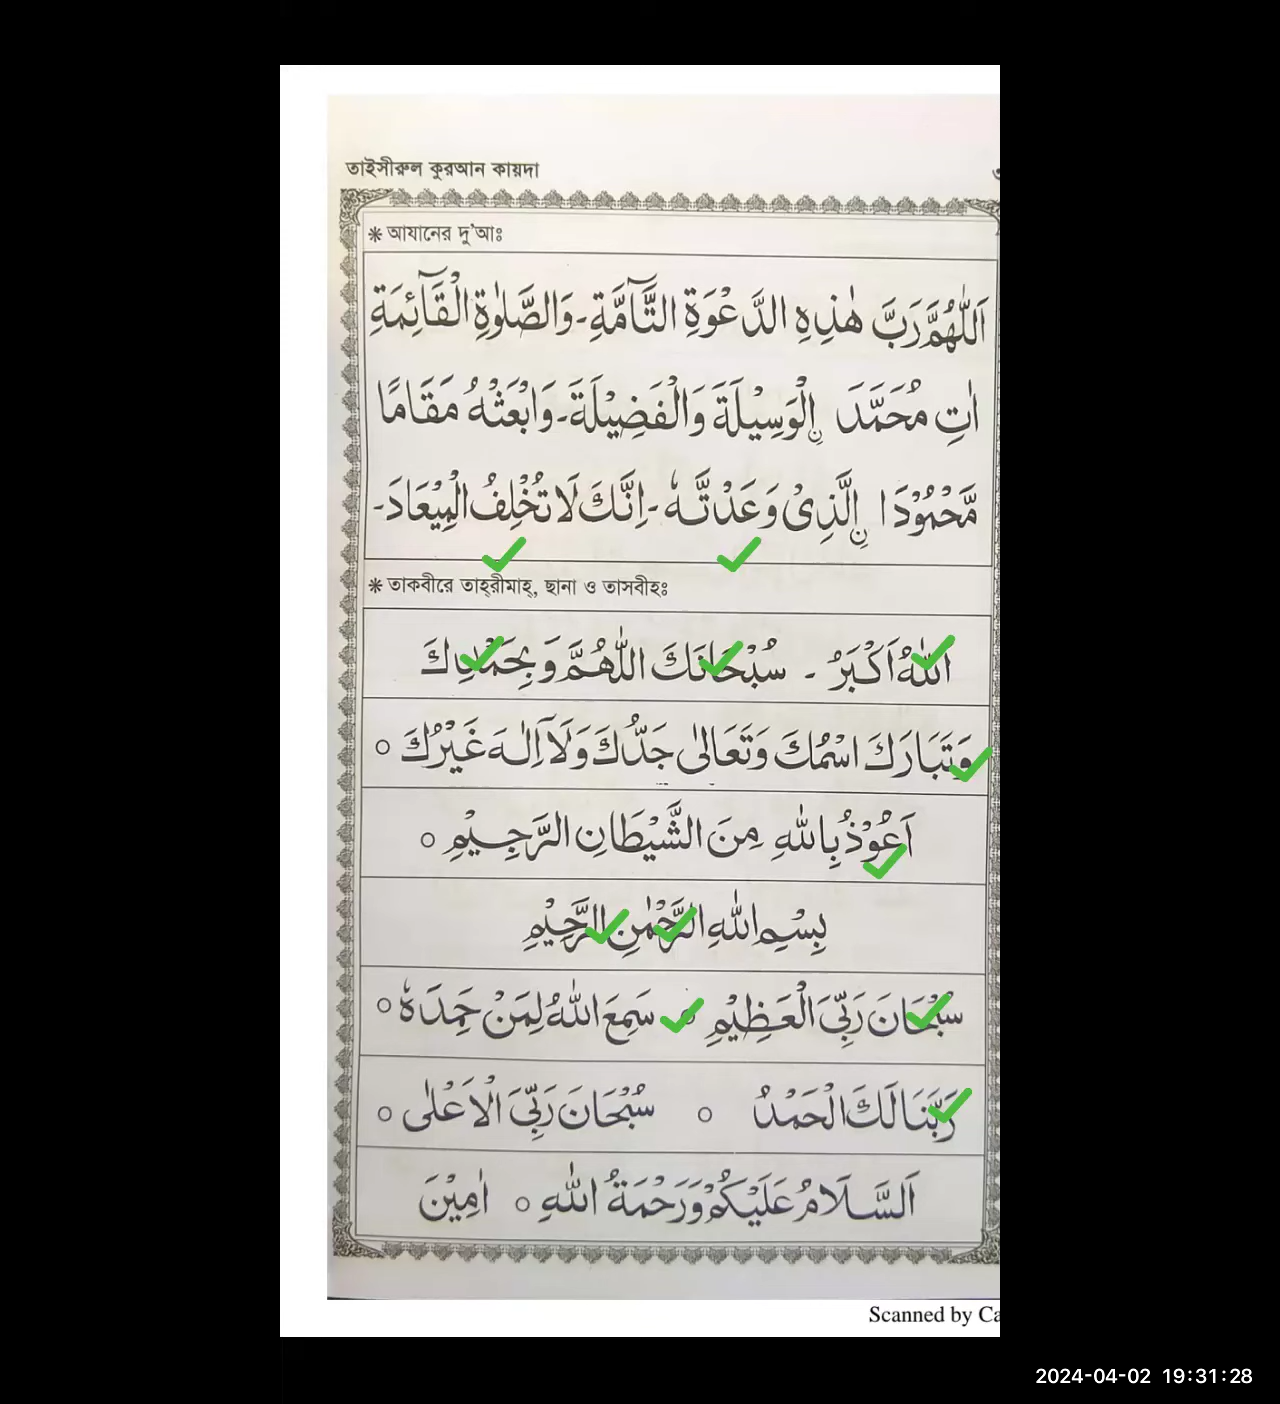 তাইসীরুল কুরআন কায়দা
❋ আযানের দু'আঃ
اَللّٰهُمَّ رَبَّ هٰذِهِ الدَّعْوَةِ التَّآمَّةِ - وَالصَّلٰوةِ الْقَآئِمَةِ
اٰتِ مُحَمَّدَ ڹِالْوَسِيْلَةَ وَالْفَضِيْلَةَ - وَابْعَثْهُ مَقَامًا
مَّحْمُوْدَا ڹِالَّذِىْ وَعَدْتَّهٗ - اِنَّكَ لَا تُخْلِفُ الْمِيْعَادَ -
❋ তাকবীরে তাহ্‌রীমাহ্‌, ছানা ও তাসবীহঃ
اَللّٰهُ اَكْبَرُ - سُبْحَانَكَ اللّٰهُمَّ وَبِحَمْدِكَ
وَتَبَارَكَ اسْمُكَ وَتَعَالٰى جَدُّكَ وَلَآ اِلٰهَ غَيْرُكَ ○
اَعُوْذُ بِاللّٰهِ مِنَ الشَّيْطَانِ الرَّجِيْمِ ○
بِسْمِ اللّٰهِ الرَّحْمٰنِ الرَّحِيْمِ
سُبْحَانَ رَبِّىَ الْعَظِيْمِ ○ سَمِعَ اللّٰهُ لِمَنْ حَمِدَهٗ ○
رَبَّنَا لَكَ الْحَمْدُ ○ سُبْحَانَ رَبِّىَ الْاَعْلٰى ○
اَلسَّلَامُ عَلَيْكُمْ وَرَحْمَةُ اللّٰهِ ○ اٰمِيْنَ
Scanned by Ca
2024-04-02 19:31:28